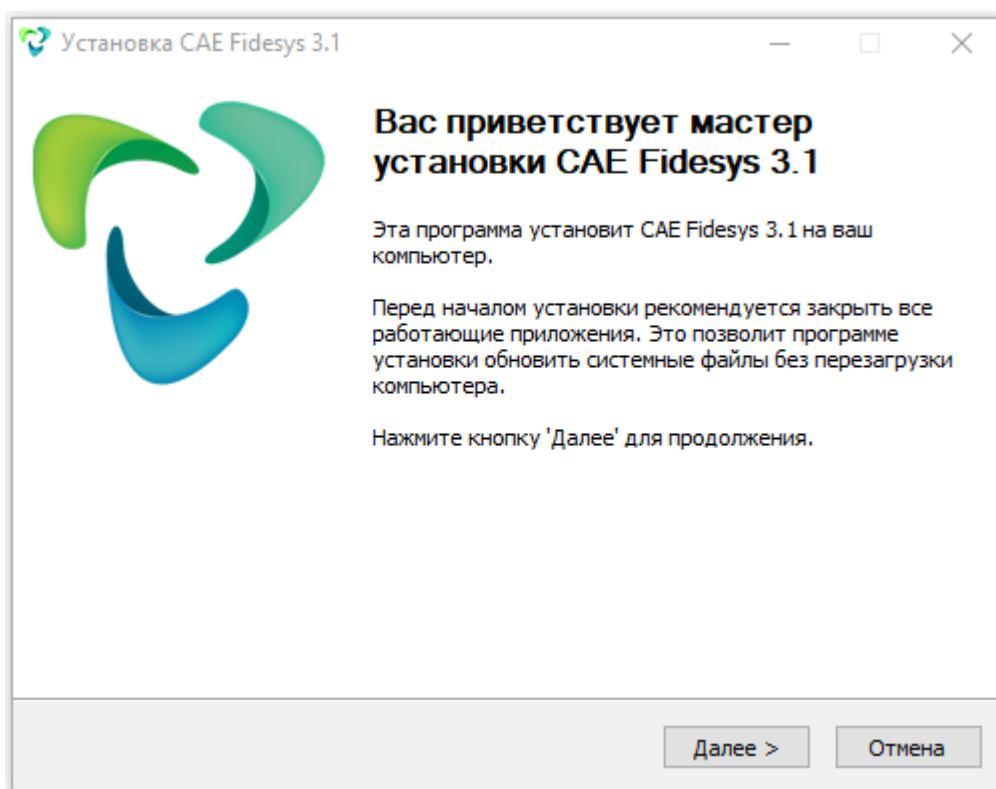 Установка CAE Fidesys 3.1
Вас приветствует мастер
установки CAE Fidesys 3.1
Эта программа установит CAE Fidesys 3.1 на ваш
компьютер.
Перед началом установки рекомендуется закрыть все
работающие приложения. Это позволит программе
установки обновить системные файлы без перезагрузки
компьютера.
Нажмите кнопку 'Далее' для продолжения.
Далее >
Отмена